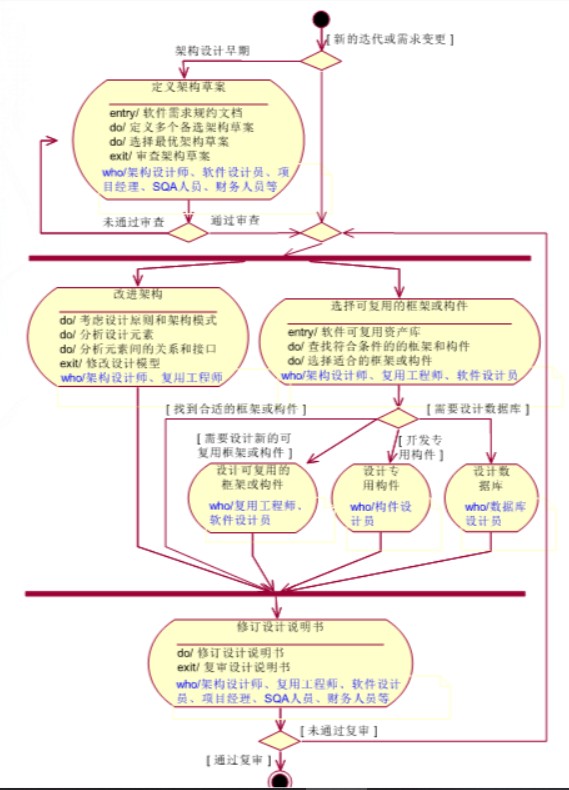 [ 新的迭代或需求变更 ]
架构设计早期
定义架构草案
entry/ 软件需求规约文档
do/ 定义多个备选架构草案
do/ 选择最优架构草案
exit/ 审查架构草案
who/架构设计师、软件设计员、项
目经理、SQA人员、财务人员等
未通过审查
通过审查
改进架构
do/ 考虑设计原则和架构模式
do/ 分析设计元素
do/ 分析元素间的关系和接口
exit/ 修改设计模型
who/架构设计师、复用工程师
选择可复用的框架或构件
entry/ 软件可复用资产库
do/ 查找符合条件的的框架和构件
do/ 选择适合的框架或构件
who/架构设计师、复用工程师、软件设计员
[ 找到合适的框架或构件 ]
[ 需要设计数据库 ]
[ 需要设计新的可
复用框架或构件 ]
[ 开发专
用构件 ]
设计可复用的
框架或构件
who/复用工程师、
软件设计员
设计专
用构件
who/构件设
计员
设计数
据库
who/数据库
设计员
修订设计说明书
do/ 修订设计说明书
exit/ 复审设计说明书
who/架构设计师、复用工程师、软件设计
员、项目经理、SQA人员、财务人员等
[ 未通过复审 ]
[ 通过复审 ]